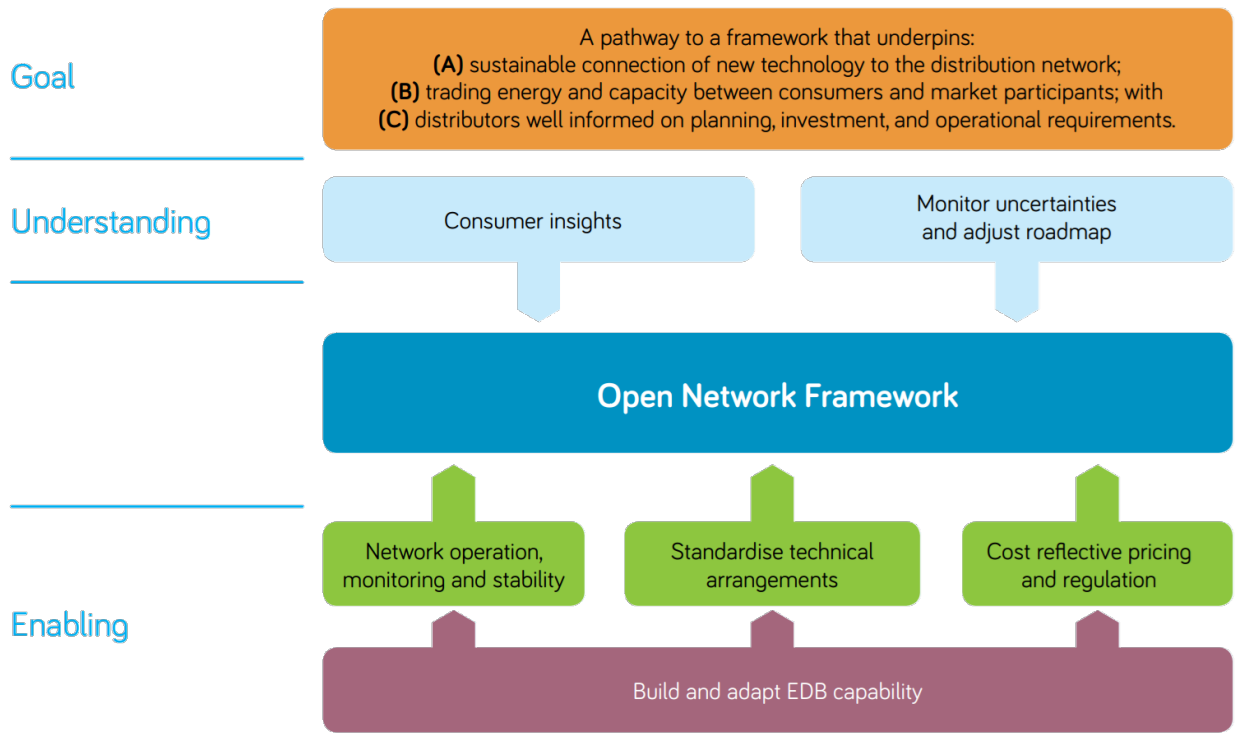 Goal
A pathway to a framework that underpins:
(A) sustainable connection of new technology to the distribution network;
(B) trading energy and capacity between consumers and market participants; with
(C) distributors well informed on planning, investment, and operational requirements.
Understanding
Consumer insights
Monitor uncertainties
and adjust roadmap
Open Network Framework
Enabling
Network operation,
monitoring and stability
Standardise technical
arrangements
Cost reflective pricing
and regulation
Build and adapt EDB capability